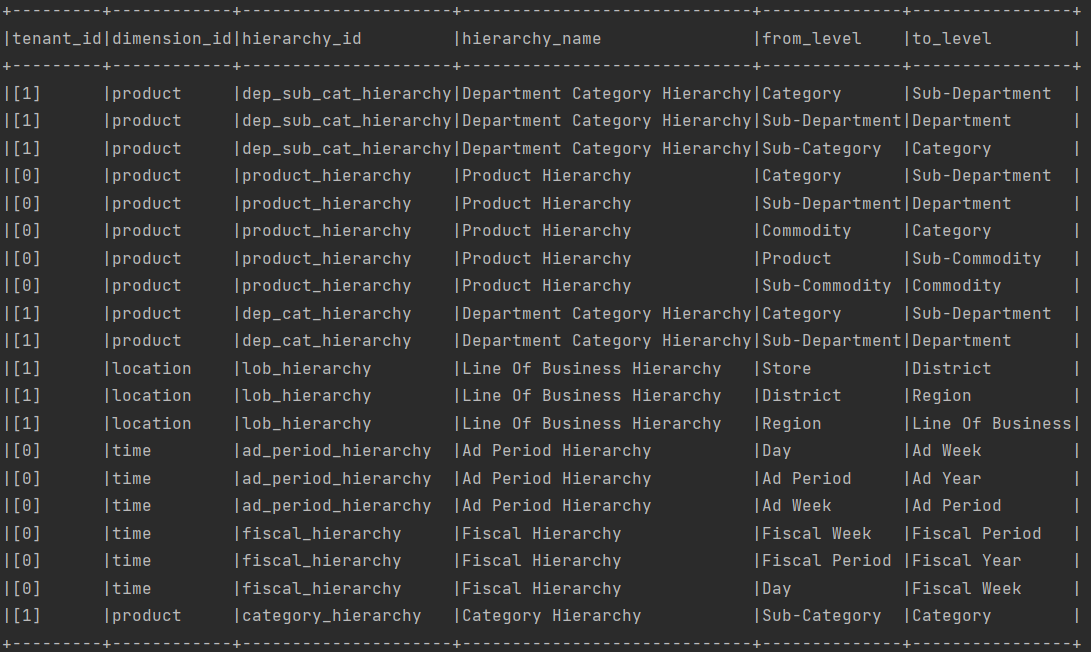 +---------+------------+---------------------+-----------------------------+--------------+----------------+
|tenant_id|dimension_id|hierarchy_id         |hierarchy_name               |from_level    |to_level        |
+---------+------------+---------------------+-----------------------------+--------------+----------------+
|[1]      |product     |dep_sub_cat_hierarchy|Department Category Hierarchy|Category      |Sub-Department  |
|[1]      |product     |dep_sub_cat_hierarchy|Department Category Hierarchy|Sub-Department|Department      |
|[1]      |product     |dep_sub_cat_hierarchy|Department Category Hierarchy|Sub-Category  |Category        |
|[0]      |product     |product_hierarchy    |Product Hierarchy            |Category      |Sub-Department  |
|[0]      |product     |product_hierarchy    |Product Hierarchy            |Sub-Department|Department      |
|[0]      |product     |product_hierarchy    |Product Hierarchy            |Commodity     |Category        |
|[0]      |product     |product_hierarchy    |Product Hierarchy            |Product       |Sub-Commodity   |
|[0]      |product     |product_hierarchy    |Product Hierarchy            |Sub-Commodity |Commodity       |
|[1]      |product     |dep_cat_hierarchy    |Department Category Hierarchy|Category      |Sub-Department  |
|[1]      |product     |dep_cat_hierarchy    |Department Category Hierarchy|Sub-Department|Department      |
|[1]      |location    |lob_hierarchy        |Line Of Business Hierarchy   |Store         |District        |
|[1]      |location    |lob_hierarchy        |Line Of Business Hierarchy   |District      |Region          |
|[1]      |location    |lob_hierarchy        |Line Of Business Hierarchy   |Region        |Line Of Business|
|[0]      |time        |ad_period_hierarchy  |Ad Period Hierarchy          |Day           |Ad Week         |
|[0]      |time        |ad_period_hierarchy  |Ad Period Hierarchy          |Ad Period     |Ad Year         |
|[0]      |time        |ad_period_hierarchy  |Ad Period Hierarchy          |Ad Week       |Ad Period       |
|[0]      |time        |fiscal_hierarchy     |Fiscal Hierarchy             |Fiscal Week   |Fiscal Period   |
|[0]      |time        |fiscal_hierarchy     |Fiscal Hierarchy             |Fiscal Period |Fiscal Year     |
|[0]      |time        |fiscal_hierarchy     |Fiscal Hierarchy             |Day           |Fiscal Week     |
|[1]      |product     |category_hierarchy   |Category Hierarchy           |Sub-Category  |Category        |
+---------+------------+---------------------+-----------------------------+--------------+----------------+